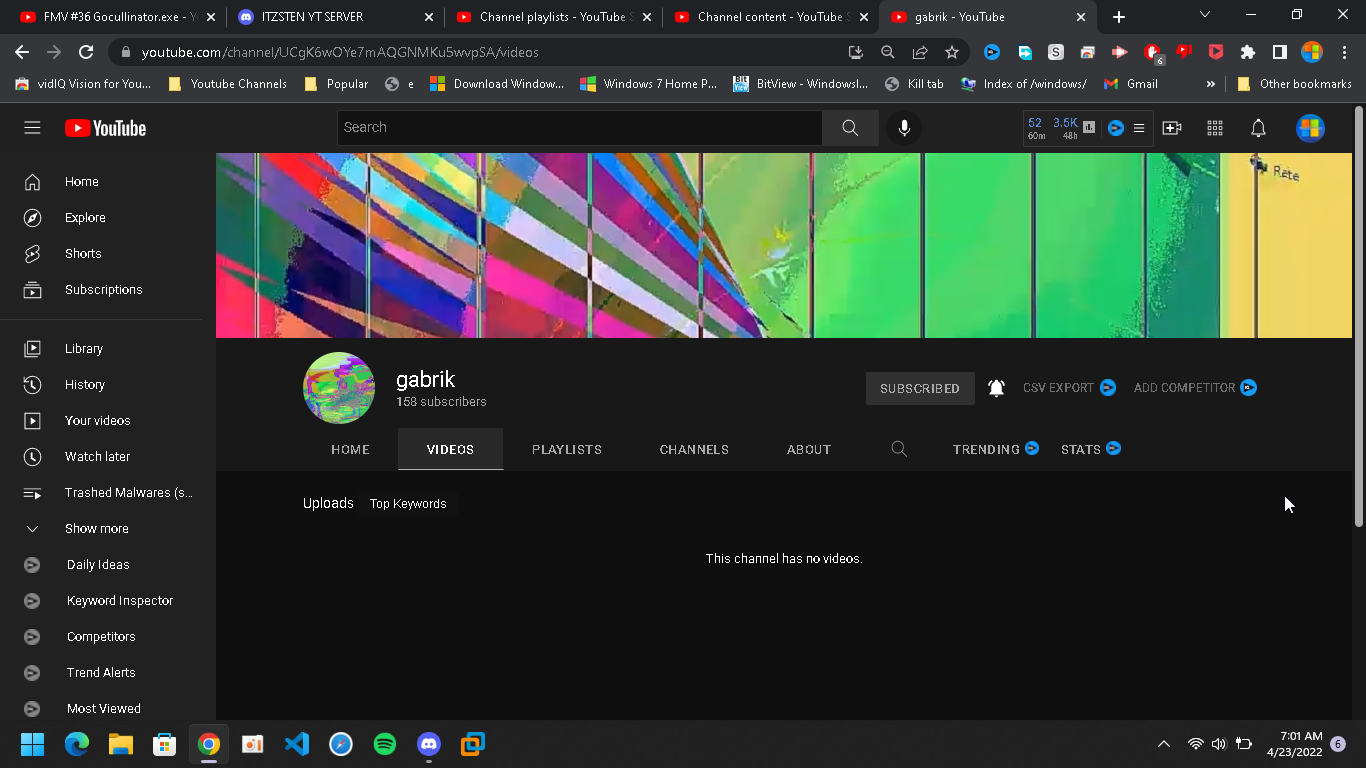 FMV #36 Gocullinator.exe - Y
ITZSTEN YT SERVER
Channel playlists - YouTube S
Channel content - YouTube S
gabrik - YouTube
youtube.com/channel/UCgK6wOYe7mAQGNMKu5wvpSA/videos
6
vidIQ Vision for You...
Youtube Channels
Popular
e
Download Window...
Windows 7 Home P...
Bit View
BitView - Windowsl...
Kill tab
Index of /windows/
Gmail
»
Other bookmarks
YouTube
Search
52 3.5K
60m 48h
Home
Explore
Shorts
Subscriptions
Library
History
Your videos
Watch later
Trashed Malwares (s...
Show more
Daily Ideas
Keyword Inspector
Competitors
Trend Alerts
Most Viewed
Rete
gabrik
158 subscribers
SUBSCRIBED
CSV EXPORT
ADD COMPETITOR
HOME
VIDEOS
PLAYLISTS
CHANNELS
ABOUT
TRENDING
STATS
Uploads
Top Keywords
This channel has no videos.
7:01 AM
4/23/2022
6